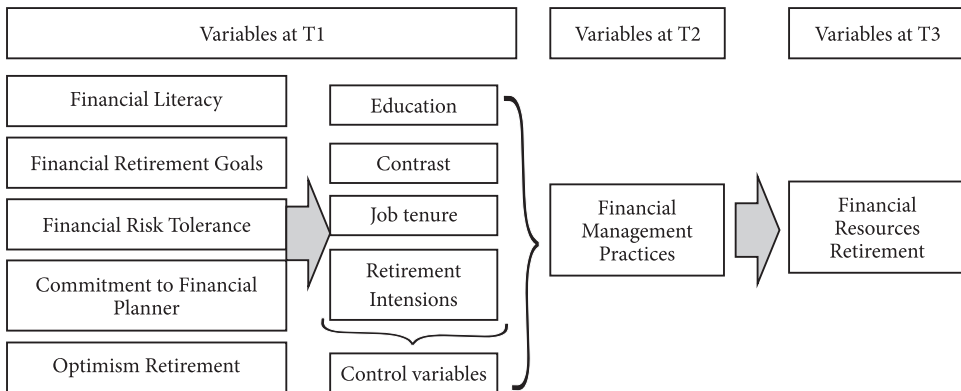 Variables at T1
Variables at T2
Variables at T3
Financial Literacy
Financial Retirement Goals
Financial Risk Tolerance
Commitment to Financial
Planner
Optimism Retirement
Education
Contrast
Job tenure
Retirement
Intensions
Control variables
Financial
Management
Practices
Financial
Resources
Retirement